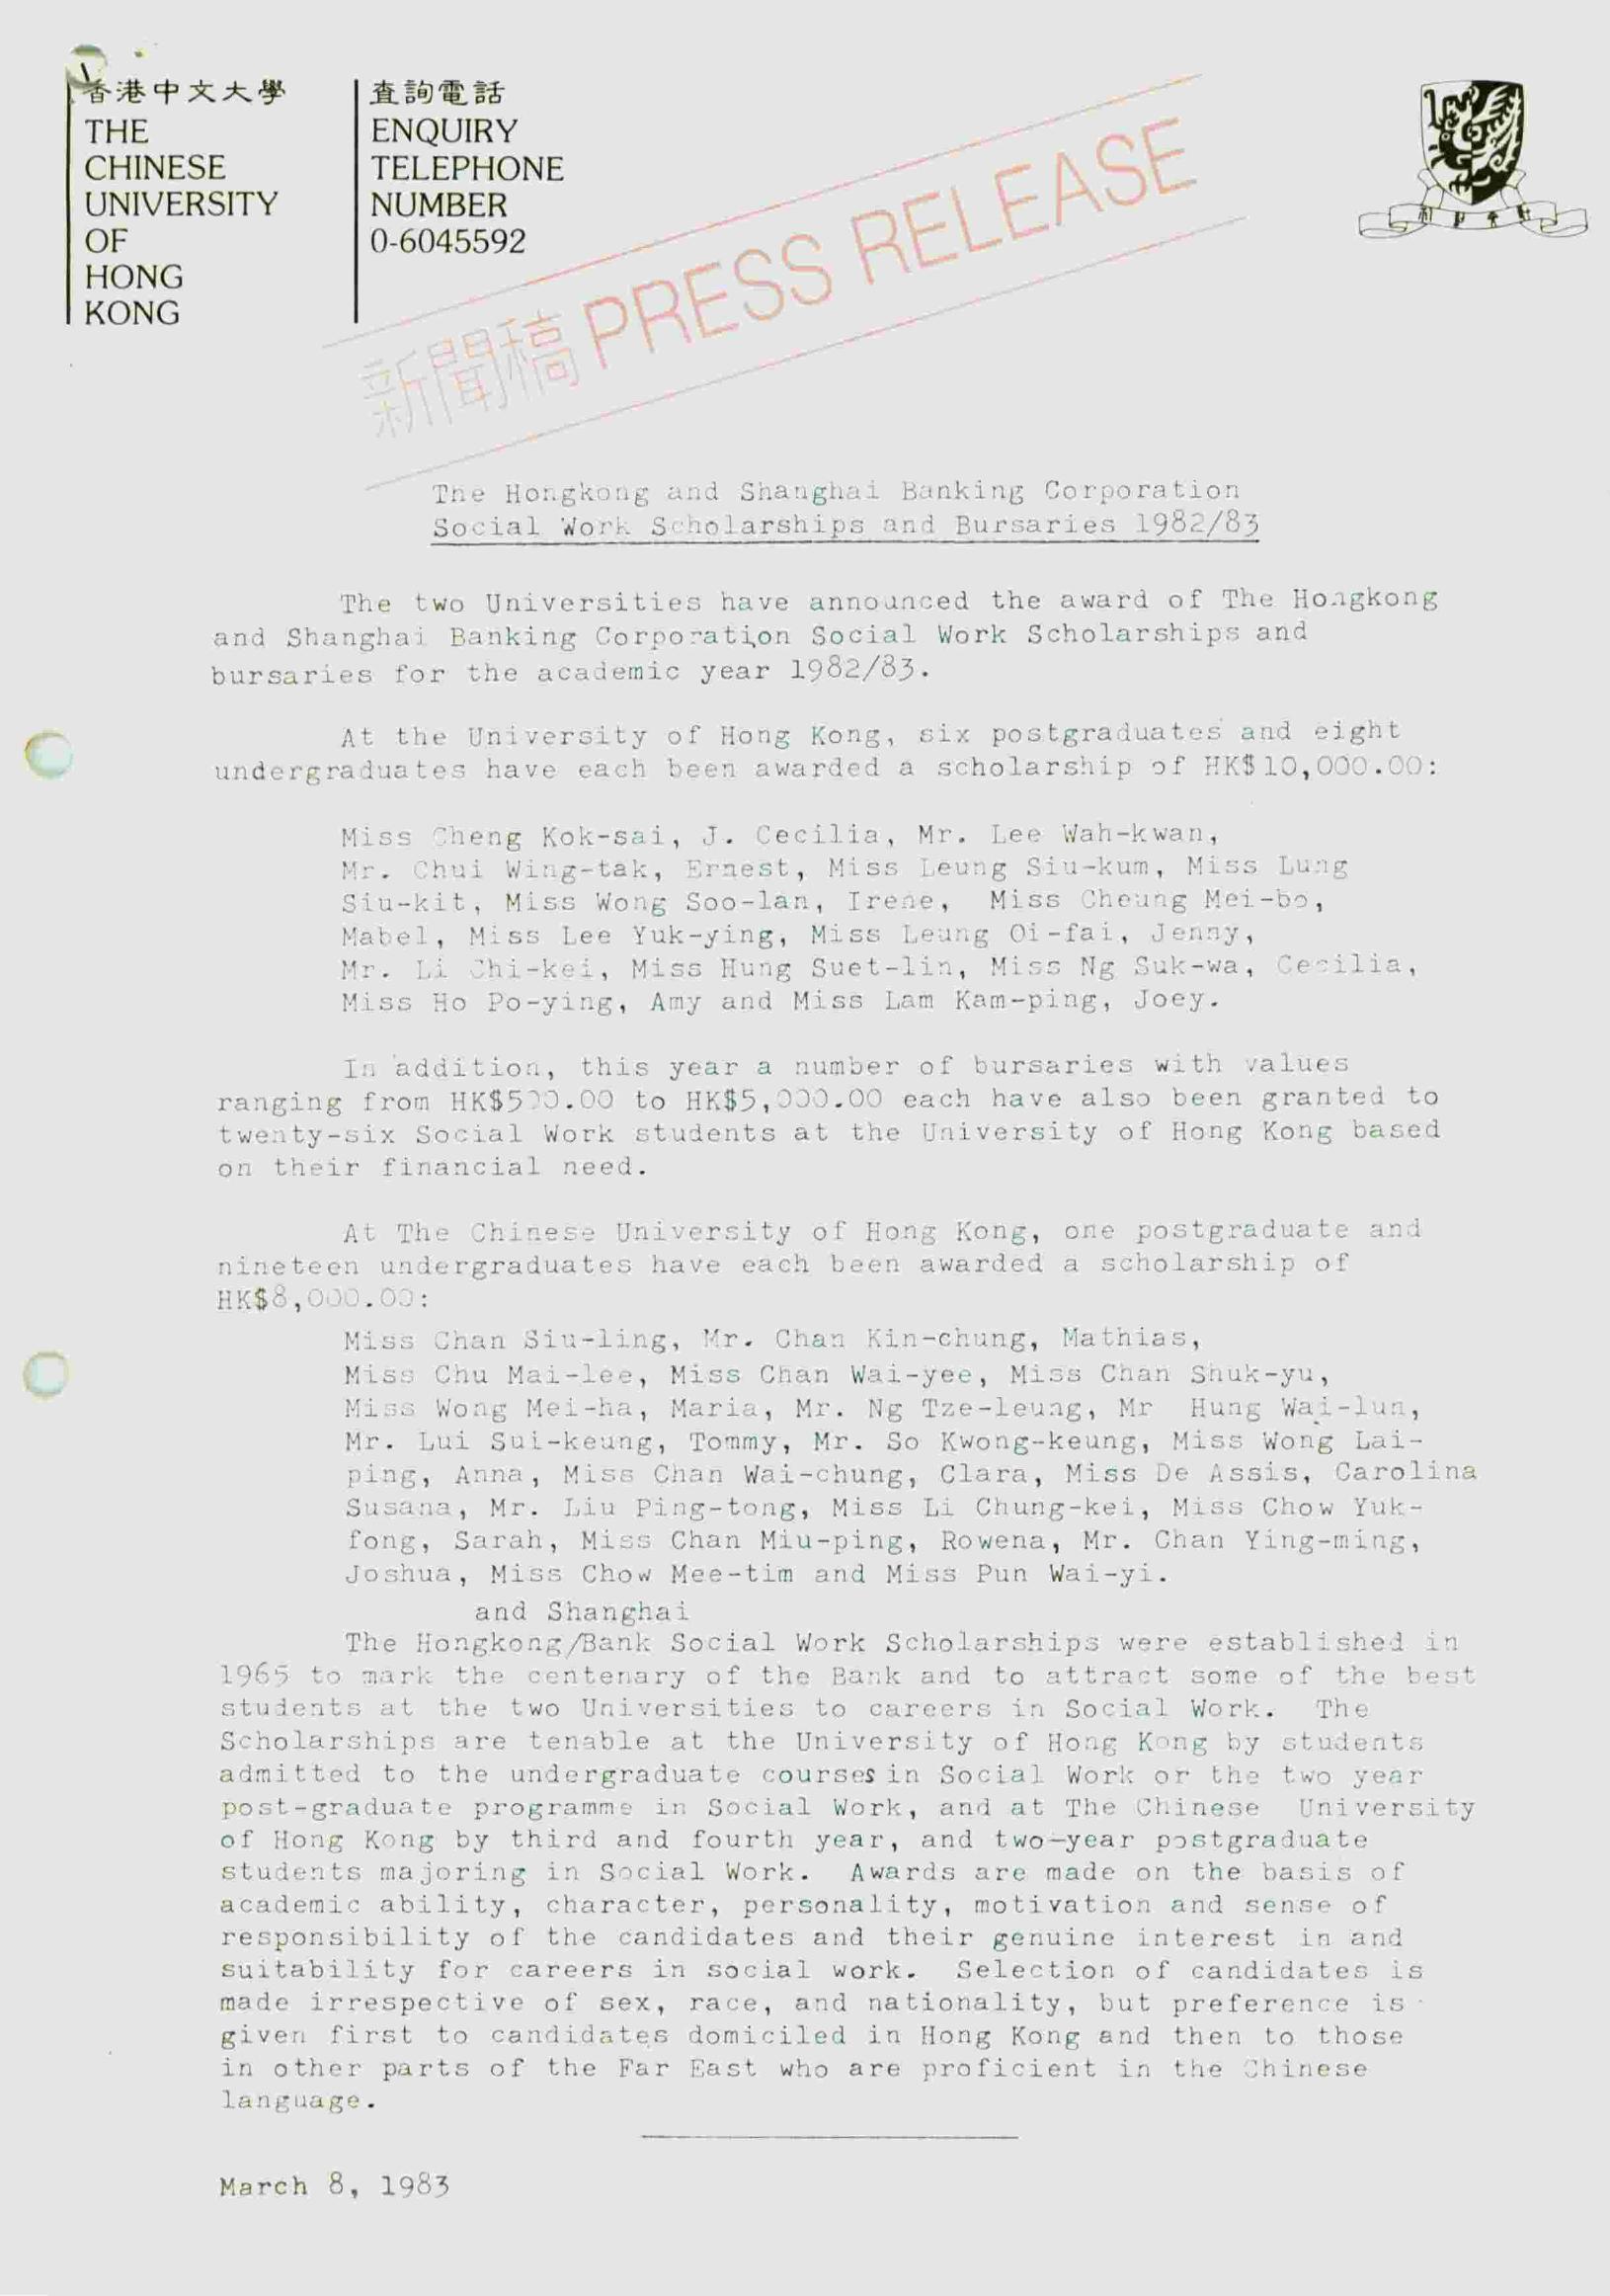 香港中文大學
THE
CHINESE
UNIVERSITY
OF
HONG
KONG
查詢電話
ENQUIRY
TELEPHONE
NUMBER
0-6045592
新聞稿 PRESS RELEASE
The Hongkong and Shanghai Banking Corporation
Social Work Scholarships and Bursaries 1982/83
The two Universities have announced the award of The Hongkong
and Shanghai Banking Corporation Social Work Scholarships and
bursaries for the academic year 1982/83.
At the University of Hong Kong, six postgraduates and eight
undergraduates have each been awarded a scholarship of HK$10,000.00:
Miss Cheng Kok-sai, J. Cecilia, Mr. Lee Wah-kwan,
Mr. Chui Wing-tak, Ernest, Miss Leung Siu-kum, Miss Lung
Siu-kit, Miss Wong Soo-lan, Irene, Miss Cheung Mei-bo,
Mabel, Miss Lee Yuk-ying, Miss Leung Oi-fai, Jenny,
Mr. Li Chi-kei, Miss Hung Suet-lin, Miss Ng Suk-wa, Cecilia,
Miss Ho Po-ying, Amy and Miss Lam Kam-ping, Joey.
In addition, this year a number of bursaries with values
ranging from HK$500.00 to HK$5,000.00 each have also been granted to
twenty-six Social Work students at the University of Hong Kong based
on their financial need.
At The Chinese University of Hong Kong, one postgraduate and
nineteen undergraduates have each been awarded a scholarship of
HK$8,000.00:
Miss Chan Siu-ling, Mr. Chan Kin-chung, Mathias,
Miss Chu Mai-lee, Miss Chan Wai-yee, Miss Chan Shuk-yu,
Miss Wong Mei-ha, Maria, Mr. Ng Tze-leung, Mr Hung Wai-lun,
Mr. Lui Sui-keung, Tommy, Mr. So Kwong-keung, Miss Wong Lai-
ping, Anna, Miss Chan Wai-chung, Clara, Miss De Assis, Carolina
Susana, Mr. Liu Ping-tong, Miss Li Chung-kei, Miss Chow Yuk-
fong, Sarah, Miss Chan Miu-ping, Rowena, Mr. Chan Ying-ming,
Joshua, Miss Chow Mee-tim and Miss Pun Wai-yi.
and Shanghai
The Hongkong/Bank Social Work Scholarships were established in
1965 to mark the centenary of the Bank and to attract some of the best
students at the two Universities to careers in Social Work. The
Scholarships are tenable at the University of Hong Kong by students
admitted to the undergraduate courses in Social Work or the two year
post-graduate programme in Social Work, and at The Chinese University
of Hong Kong by third and fourth year, and two-year postgraduate
students majoring in Social Work. Awards are made on the basis of
academic ability, character, personality, motivation and sense of
responsibility of the candidates and their genuine interest in and
suitability for careers in social work. Selection of candidates is
made irrespective of sex, race, and nationality, but preference is
given first to candidates domiciled in Hong Kong and then to those
in other parts of the Far East who are proficient in the Chinese
language.
March 8, 1983